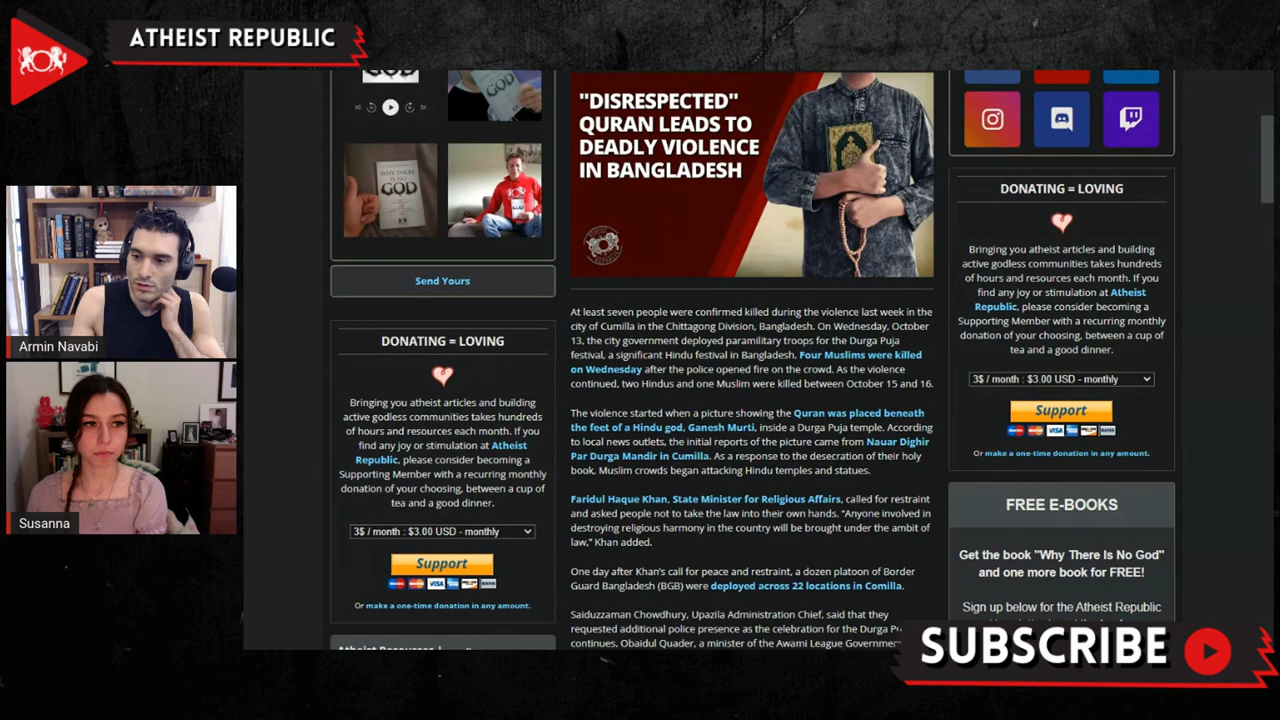 ATHEIST REPUBLIC
Armin Navabi
Susanna
GOD
WHY THERE
IS NO
GOD
Send Yours
DONATING = LOVING
Bringing you atheist articles and building
active godless communities takes hundreds
of hours and resources each month. If you
find any joy or stimulation at Atheist
Republic, please consider becoming a
Supporting Member with a recurring monthly
donation of your choosing, between a cup of
tea and a good dinner.
3$ / month : $3.00 USD - monthly
Support
VISA
BANK
Or make a one-time donation in any amount.
"DISRESPECTED"
QURAN LEADS TO
DEADLY VIOLENCE
IN BANGLADESH
At least seven people were confirmed killed during the violence last week in the
city of Cumilla in the Chittagong Division, Bangladesh. On Wednesday, October
13, the city government deployed paramilitary troops for the Durga Puja
festival, a significant Hindu festival in Bangladesh. Four Muslims were killed
on Wednesday after the police opened fire on the crowd. As the violence
continued, two Hindus and one Muslim were killed between October 15 and 16.
The violence started when a picture showing the Quran was placed beneath
the feet of a Hindu god, Ganesh Murti, inside a Durga Puja temple. According
to local news outlets, the initial reports of the picture came from Nauar Dighir
Par Durga Mandir in Cumilla. As a response to the desecration of their holy
book, Muslim crowds began attacking Hindu temples and statues.
Faridul Haque Khan, State Minister for Religious Affairs, called for restraint
and asked people not to take the law into their own hands. “Anyone involved in
destroying religious harmony in the country will be brought under the ambit of
law,” Khan added.
One day after Khan's call for peace and restraint, a dozen platoon of Border
Guard Bangladesh (BGB) were deployed across 22 locations in Comilla.
Saiduzzaman Chowdhury, Upazila Administration Chief, said that they
requested additional police presence as the celebration for the Durga
continues. Obaidul Quader, a minister of the Awami League
DONATING = LOVING
Bringing you atheist articles and building
active godless communities takes hundreds
of hours and resources each month. If you
find any joy or stimulation at Atheist
Republic, please consider becoming a
Supporting Member with a recurring monthly
donation of your choosing, between a cup of
tea and a good dinner.
3$ / month : $3.00 USD - monthly
Support
VISA
BANK
Or make a one-time donation in any amount.
FREE E-BOOKS
Get the book "Why There Is No God"
and one more book for FREE!
Sign up below for the Atheist Republic
SUBSCRIBE